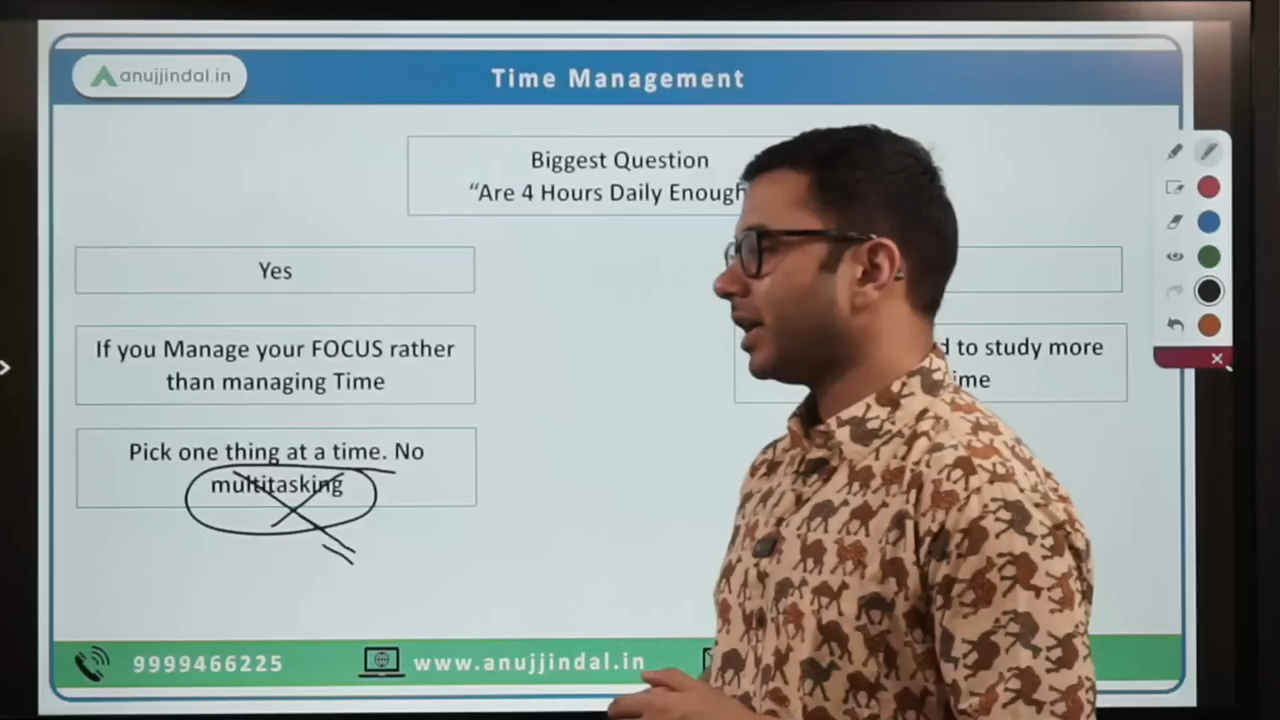 anujjindal.in
Time Management
Biggest Question
“Are 4 Hours Daily Enough
Yes
If you Manage your FOCUS rather
than managing Time
to study more
Pick one thing at a time. No
multitasking
9999466225
www.anujjindal.in